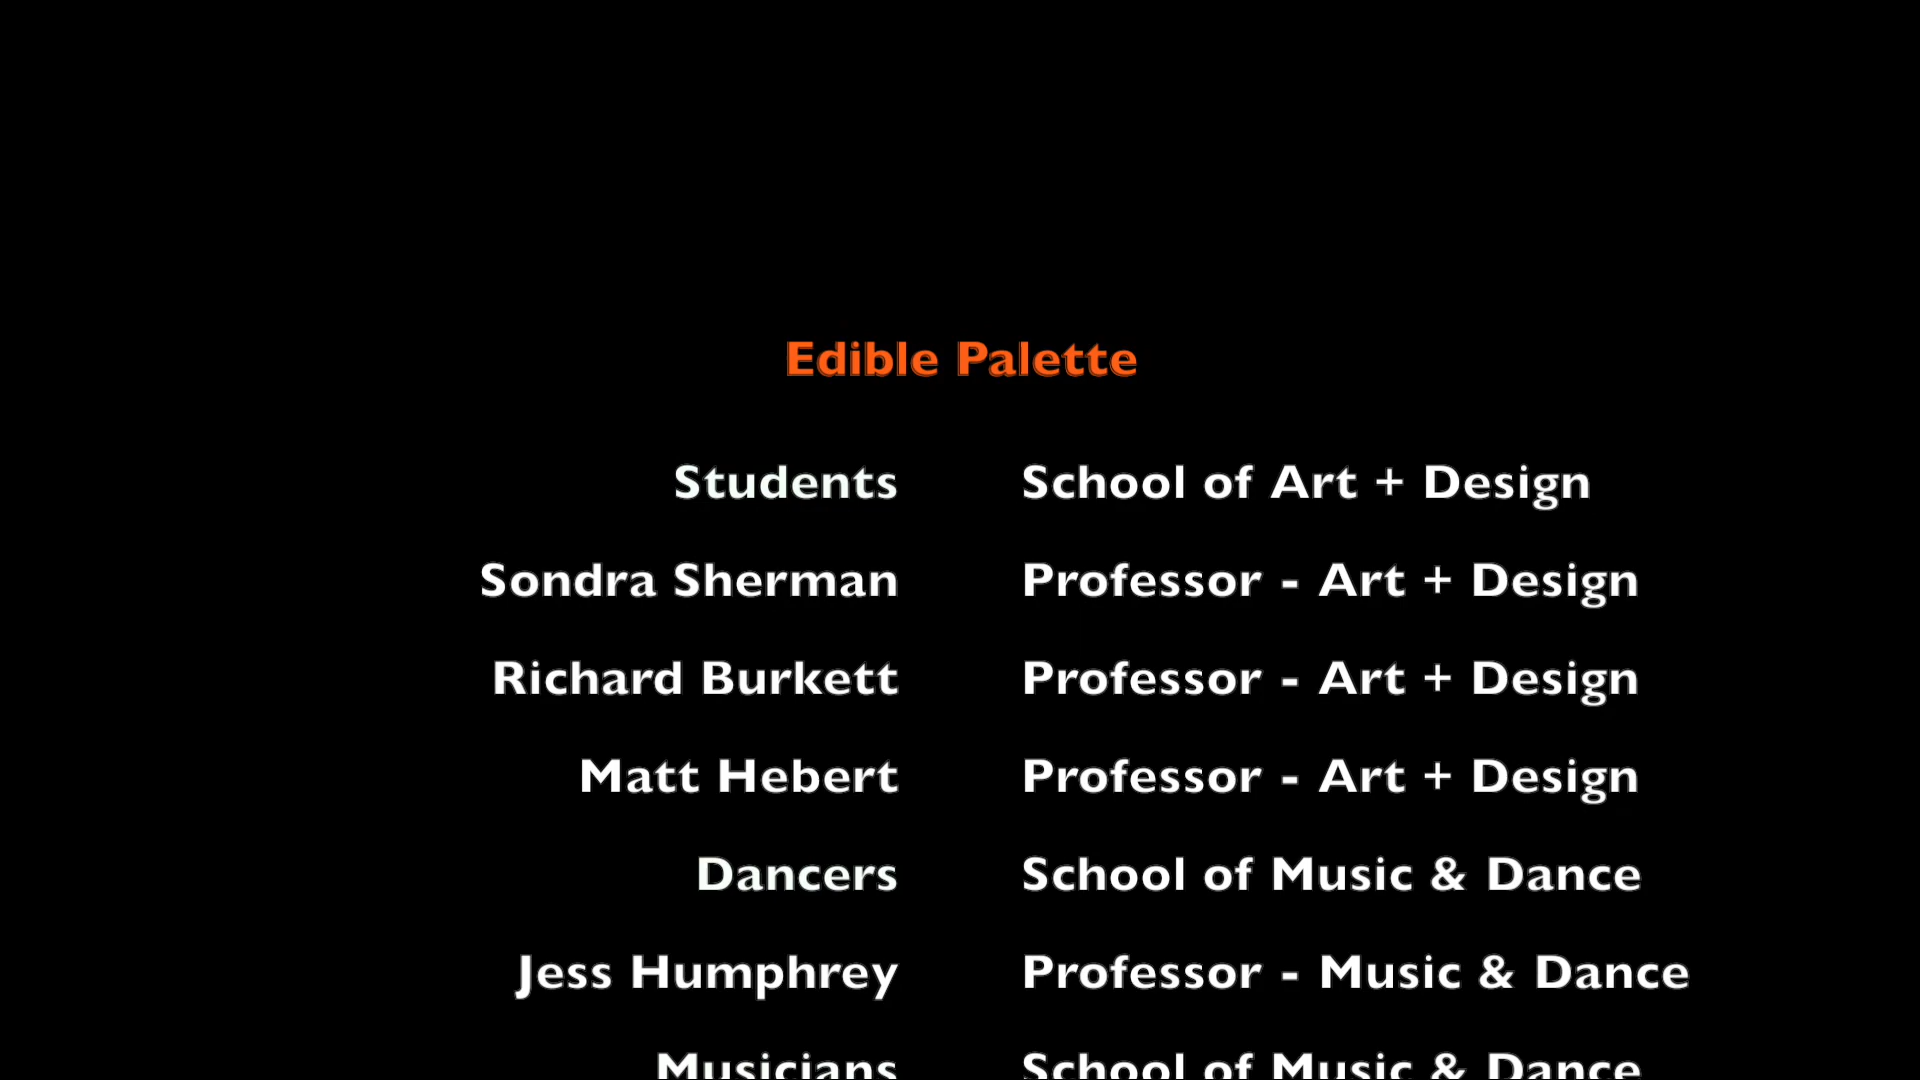 Edible Palette
Students School of Art + Design
Sondra Sherman Professor - Art + Design
Richard Burkett Professor - Art + Design
Matt Hebert Professor - Art + Design
Dancers School of Music & Dance
Jess Humphrey Professor - Music & Dance
Musicians School of Music & Dance